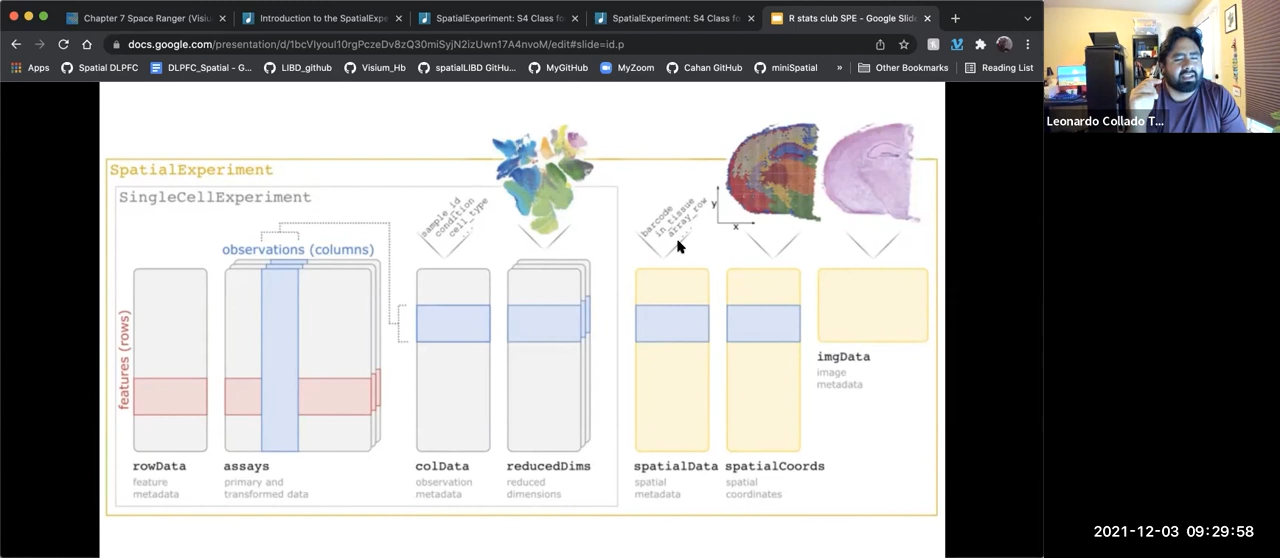 Chapter 7 Space Ranger (Visiu
Introduction to the SpatialExpe
SpatialExperiment: S4 Class fo
SpatialExperiment: S4 Class fo
R stats club SPE - Google Slide
docs.google.com/presentation/d/1bcVIyouI10rgPczeDv8zQ30miSyjN2izUwn17A4nvoM/edit#slide=id.p
Apps
Spatial DLPFC
DLPFC_Spatial - G...
LIBD_github
Visium_Hb
spatialLIBD GitHu...
MyGitHub
MyZoom
Cahan GitHub
miniSpatial
»
Other Bookmarks
Reading List
Leonardo Collado T...
SpatialExperiment
SingleCellExperiment
sample_id
condition
cell_type
...
barcode
in_tissue
array_row
...
y
x
observations (columns)
features (rows)
imgData
image
metadata
rowData
feature
metadata
assays
primary and
transformed data
colData
observation
metadata
reducedDims
reduced
dimensions
spatialData
spatial
metadata
spatialCoords
spatial
coordinates
2021-12-03 09:29:58